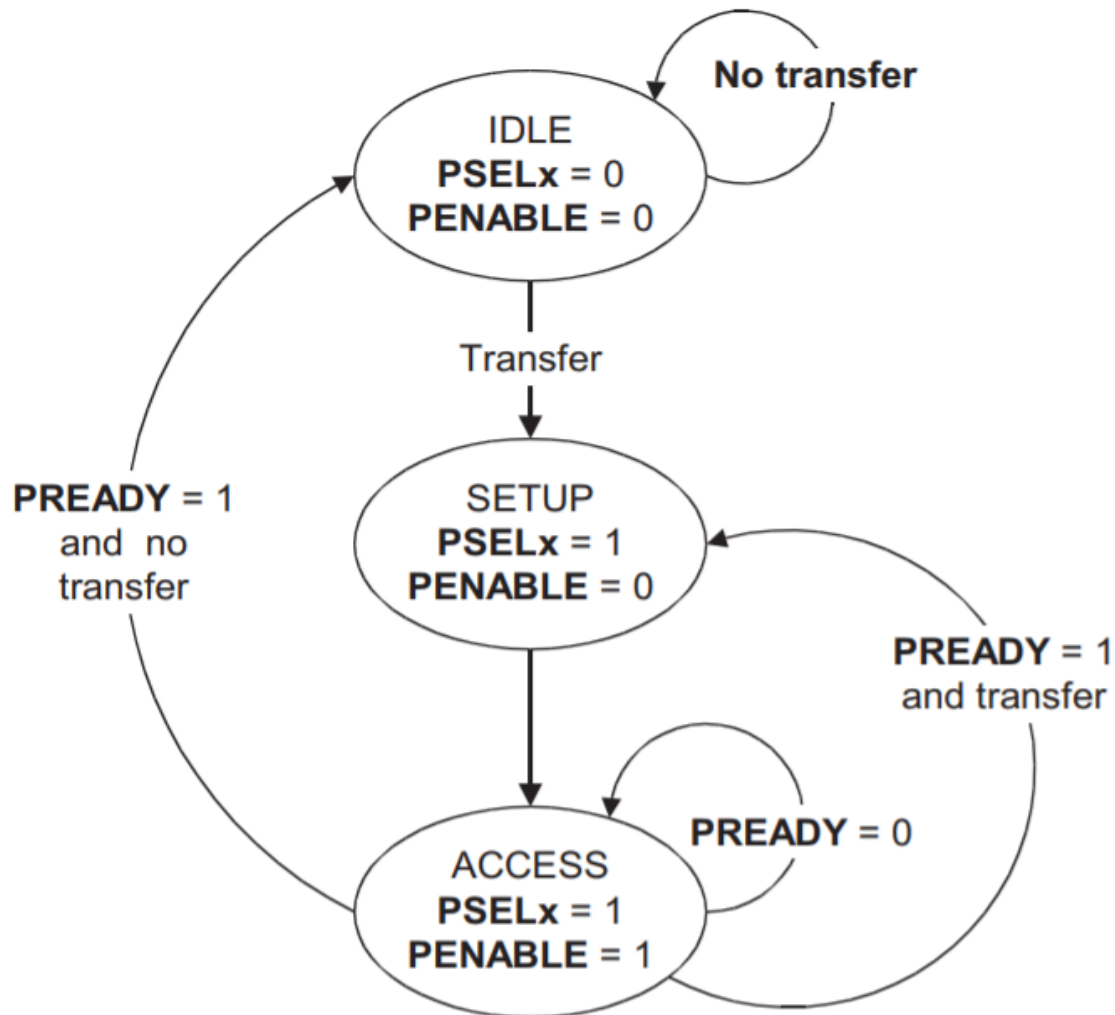 No transfer
IDLE
PSELx = 0
PENABLE = 0
Transfer
PREADY = 1
and no
transfer
SETUP
PSELx = 1
PENABLE = 0
PREADY = 1
and transfer
PREADY = 0
ACCESS
PSELx = 1
PENABLE = 1